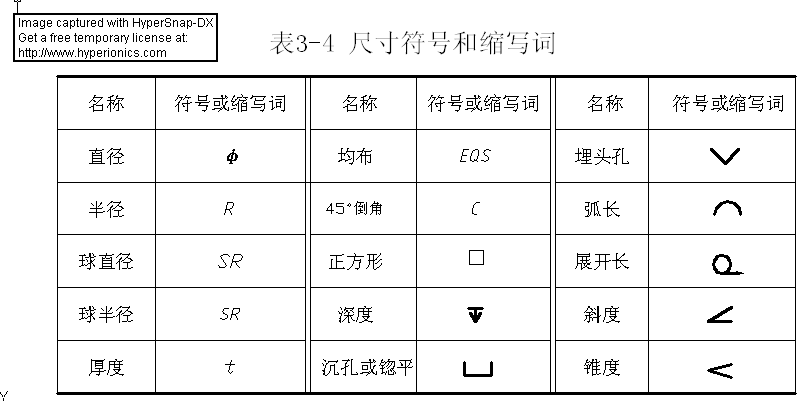 Image captured with HyperSnap-DX
Get a free temporary license at:
http://www.hyperionics.com
表3-4 尺寸符号和缩写词
名称 符号或缩写词 名称 符号或缩写词 名称 符号或缩写词
直径 ϕ 均布 EQS 埋头孔
半径 R 45°倒角 C 弧长
球直径 SR 正方形 □ 展开长
球半径 SR 深度 斜度
厚度 t 沉孔或锪平 锥度
Y